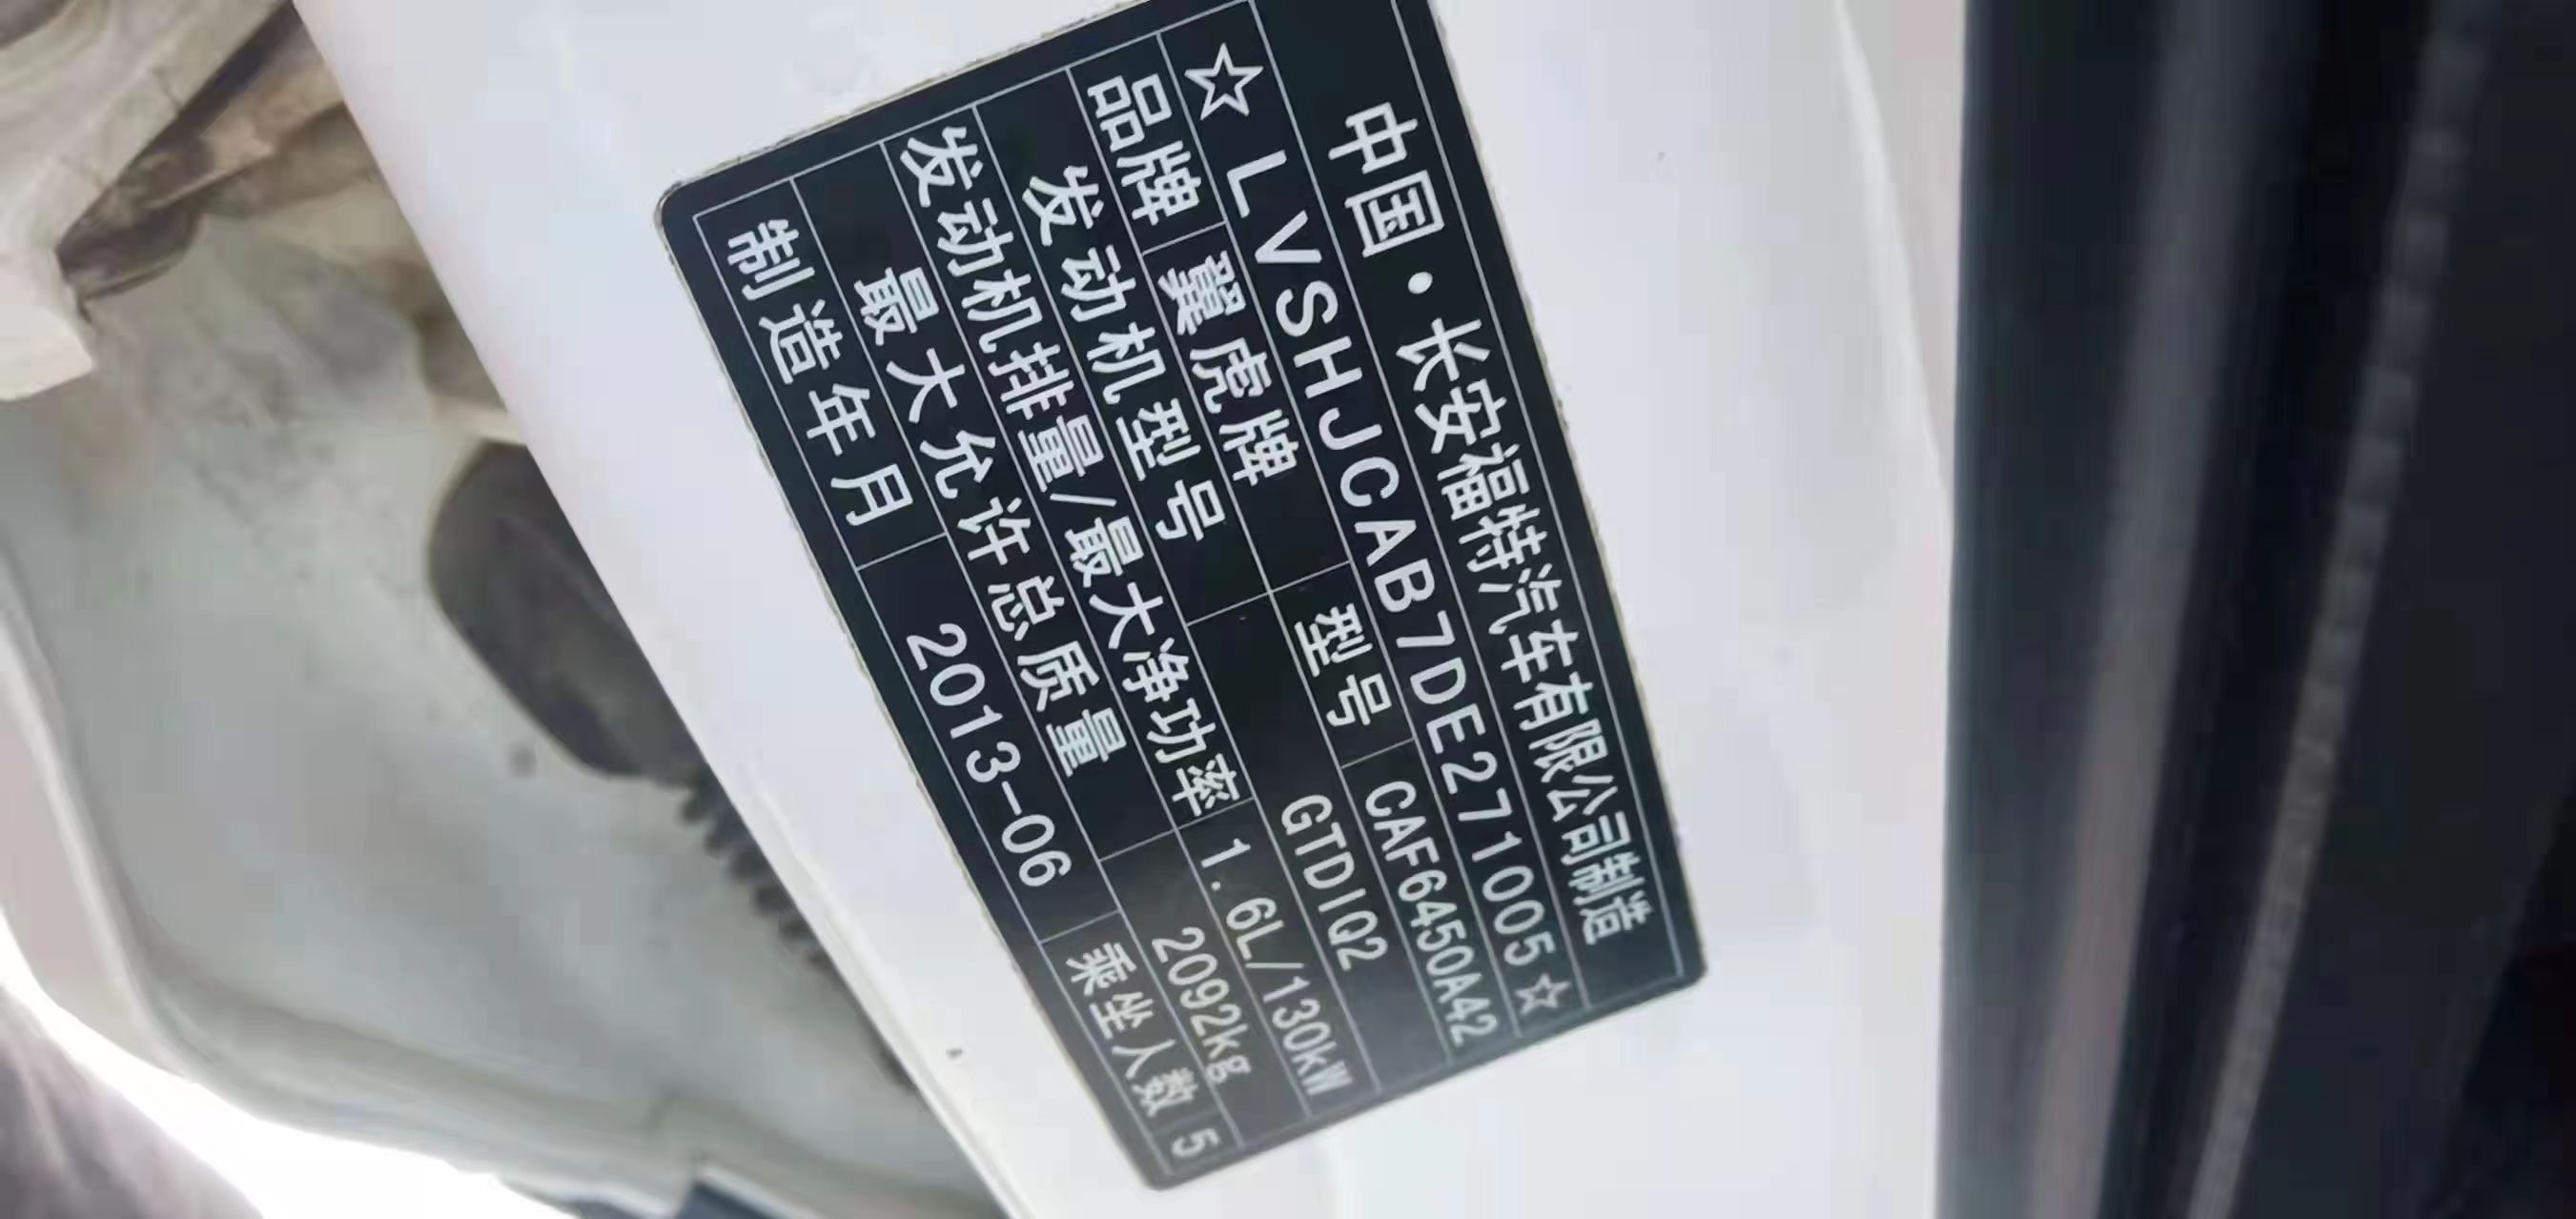 中国·长安福特汽车有限公司制造
☆LVSHJCAB7DE271005☆
品牌 翼虎牌 型号 CAF6450A42
发动机型号 GTDIQ2
发动机排量/最大净功率 1.6L/130kW
最大允许总质量 2092kg
制造年月 2013-06 乘坐人数 5